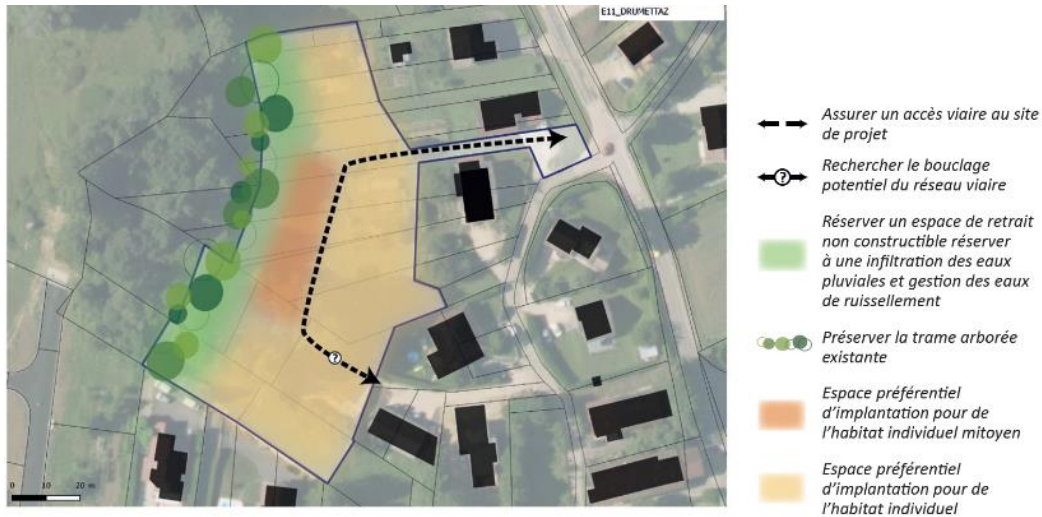 E11_DRUMETTAZ
Assurer un accès viaire au site
de projet
?
Rechercher le bouclage
potentiel du réseau viaire
Réserver un espace de retrait
non constructible réserver
à une infiltration des eaux
pluviales et gestion des eaux
de ruissellement
Préserver la trame arborée
existante
Espace préférentiel
d'implantation pour de
l'habitat individuel mitoyen
Espace préférentiel
d'implantation pour de
l'habitat individuel
?
0 10 20 m